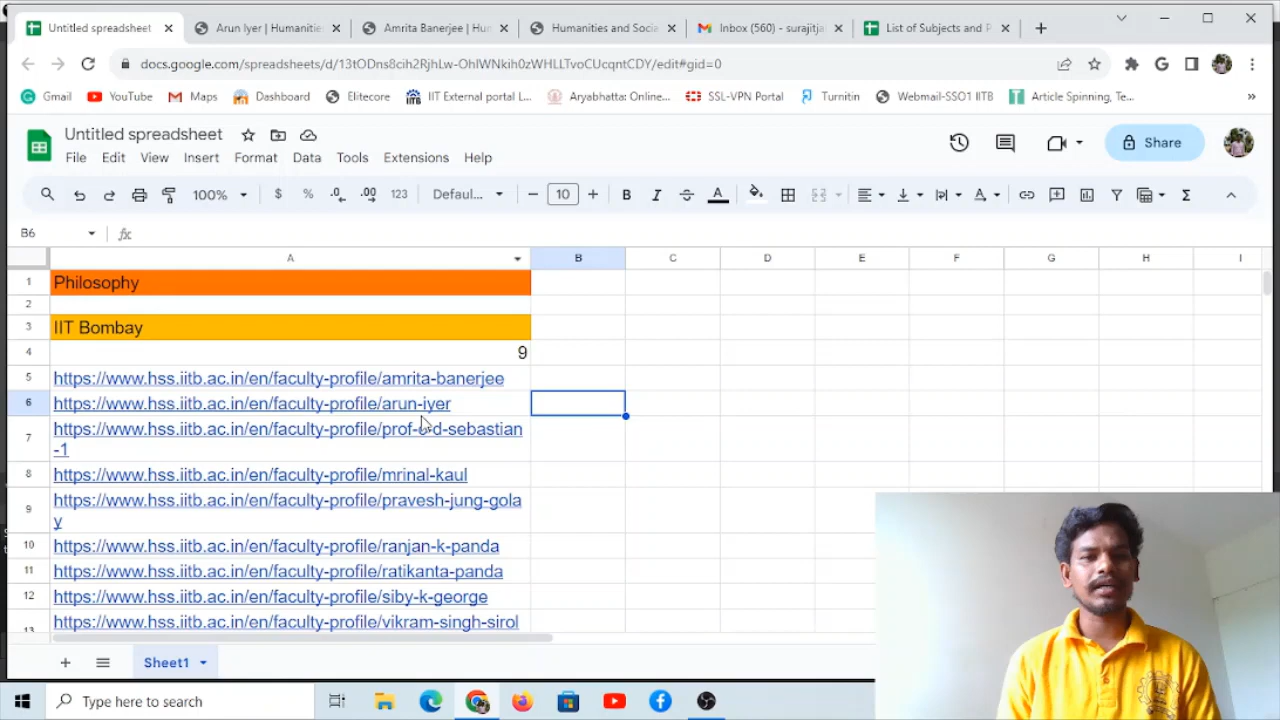 Untitled spreadsheet
Arun Iyer | Humanitie
Amrita Banerjee | Hum
Humanities and Socie
Inbox (560) - surajitja
List of Subjects and P
docs.google.com/spreadsheets/d/13tODns8cih2RjhLw-OhIWNkih0zWHLLTvoCUcqntCDY/edit#gid=0
Gmail
YouTube
Maps
Dashboard
Elitecore
IIT External portal L...
Aryabhatta: Online...
SSL-VPN Portal
Turnitin
Webmail-SSO1 IITB
Article Spinning, Te...
»
Untitled spreadsheet
File Edit View Insert Format Data Tools Extensions Help
Share
100% $ % .0 .00 123 Defaul... 10 B I A Σ
B6 fx
A B C D E F G H I
1 Philosophy
2
3 IIT Bombay
4 9
5 https://www.hss.iitb.ac.in/en/faculty-profile/amrita-banerjee
6 https://www.hss.iitb.ac.in/en/faculty-profile/arun-iyer
7 https://www.hss.iitb.ac.in/en/faculty-profile/prof-c-d-sebastian
-1
8 https://www.hss.iitb.ac.in/en/faculty-profile/mrinal-kaul
9 https://www.hss.iitb.ac.in/en/faculty-profile/pravesh-jung-gola
y
10 https://www.hss.iitb.ac.in/en/faculty-profile/ranjan-k-panda
11 https://www.hss.iitb.ac.in/en/faculty-profile/ratikanta-panda
12 https://www.hss.iitb.ac.in/en/faculty-profile/siby-k-george
13 https://www.hss.iitb.ac.in/en/faculty-profile/vikram-singh-sirol
Sheet1
Type here to search